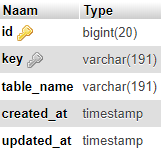 Naam Type
id bigint(20)
key varchar(191)
table_name varchar(191)
created_at timestamp
updated_at timestamp